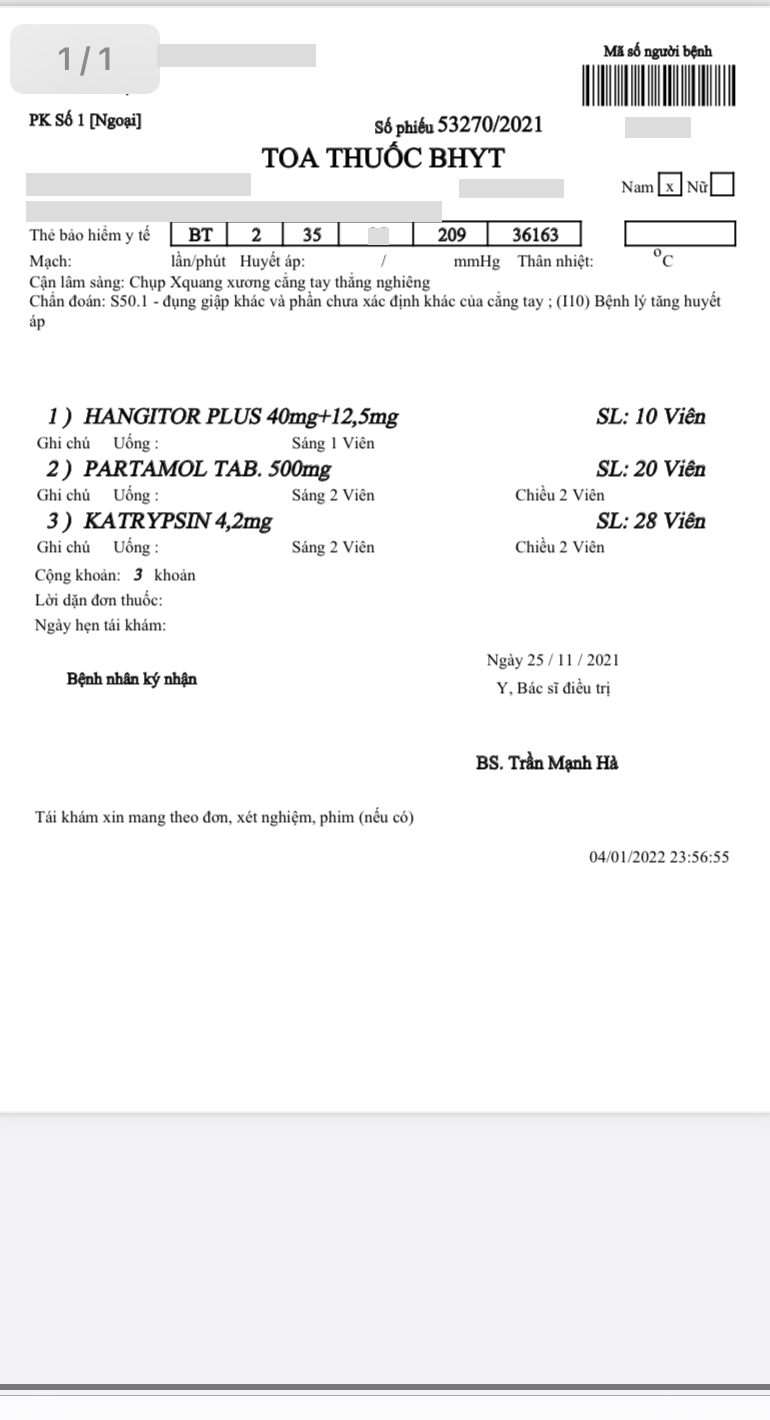 1/1
Mã số người bệnh
PK Số 1 [Ngoại]
Số phiếu 53270/2021
TOA THUỐC BHYT
Nam x Nữ
Thẻ bảo hiểm y tế BT 2 35 209 36163
Mạch: lần/phút Huyết áp: / mmHg Thân nhiệt: °C
Cận lâm sàng: Chụp Xquang xương cẳng tay thẳng nghiêng
Chẩn đoán: S50.1 - đụng giập khác và phần chưa xác định khác của cẳng tay ; (I10) Bệnh lý tăng huyết
áp
1 ) HANGITOR PLUS 40mg+12,5mg SL: 10 Viên
Ghi chú Uống : Sáng 1 Viên
2 ) PARTAMOL TAB. 500mg SL: 20 Viên
Ghi chú Uống : Sáng 2 Viên Chiều 2 Viên
3 ) KATRYPSIN 4,2mg SL: 28 Viên
Ghi chú Uống : Sáng 2 Viên Chiều 2 Viên
Cộng khoản: 3 khoản
Lời dặn đơn thuốc:
Ngày hẹn tái khám:
Ngày 25 / 11 / 2021
Bệnh nhân ký nhận
Y, Bác sĩ điều trị
BS. Trần Mạnh Hà
Tái khám xin mang theo đơn, xét nghiệm, phim (nếu có)
04/01/2022 23:56:55